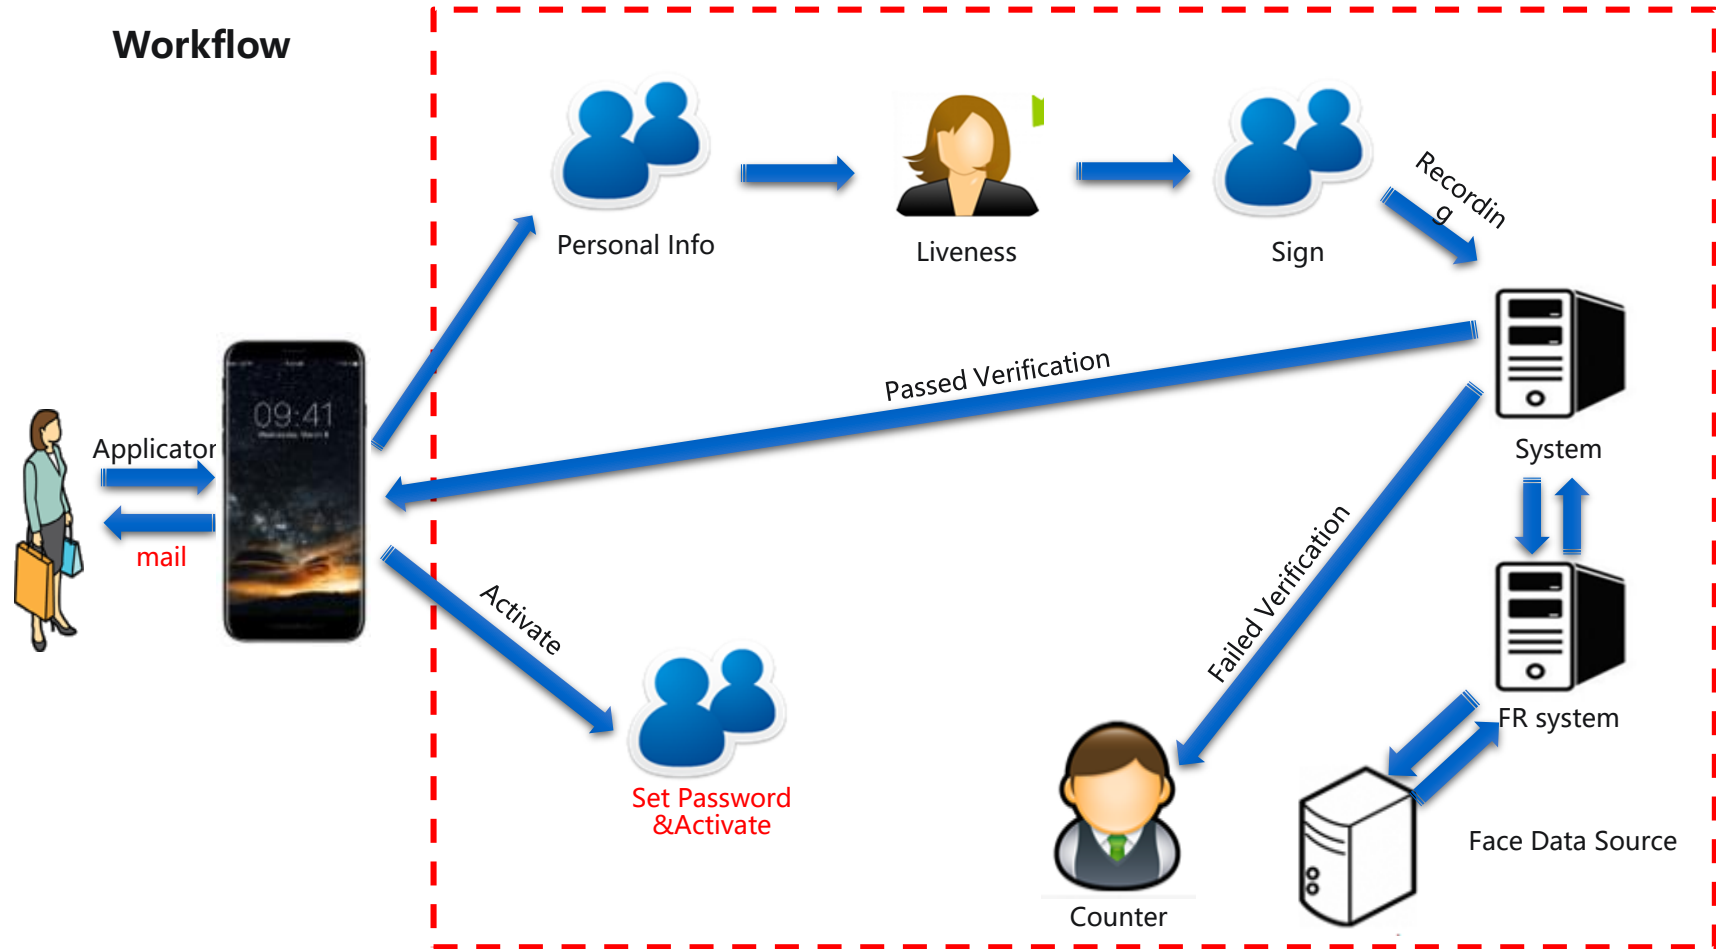 Workflow
Personal Info
Liveness
Sign
Recordin
g
Passed Verification
Applicator
09:41
mail
System
Failed Verification
Activate
FR system
Set Password
&Activate
Face Data Source
Counter